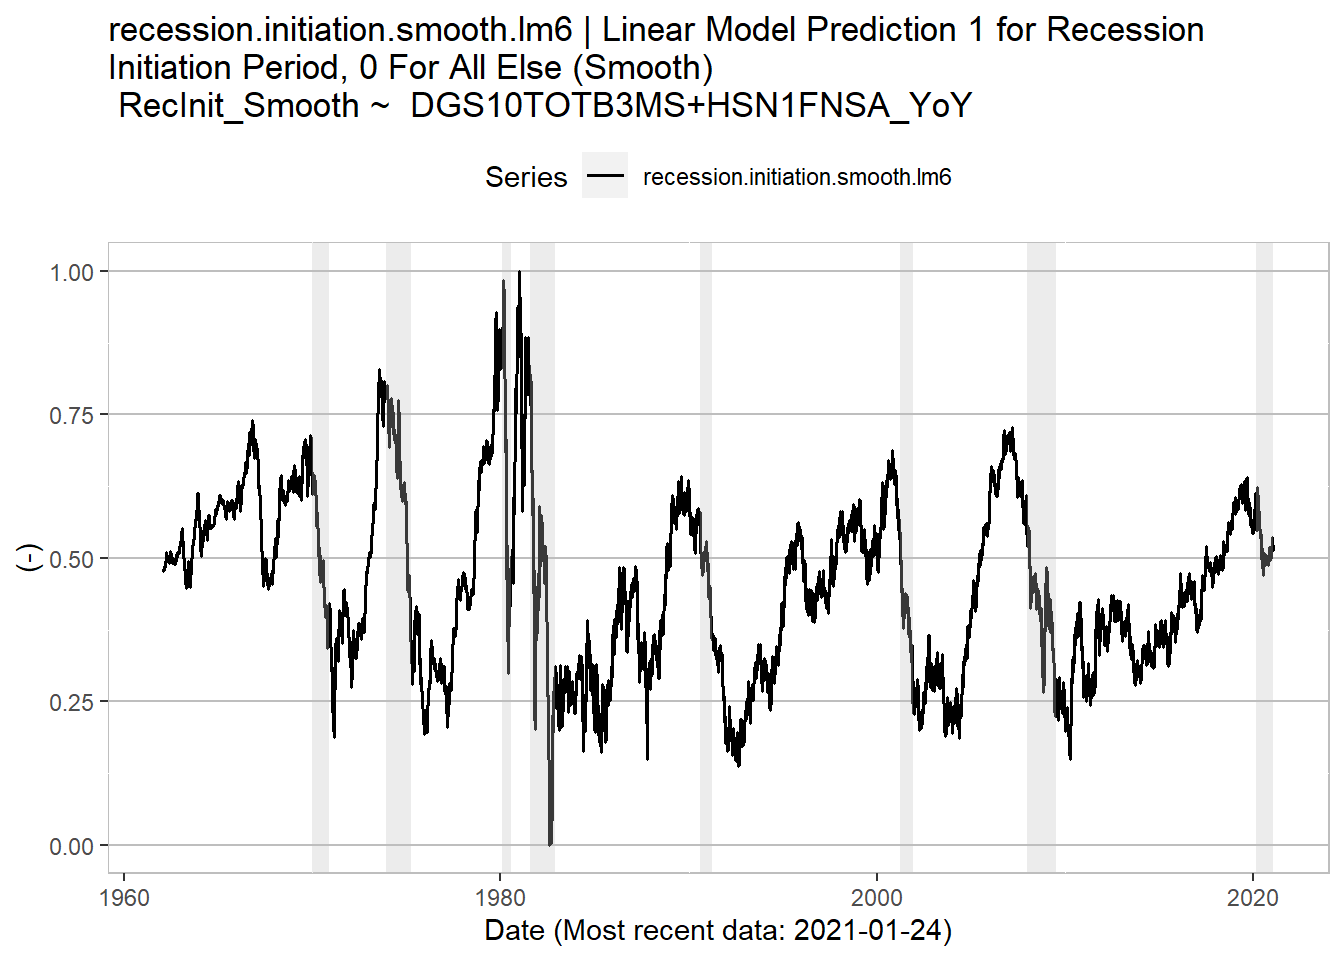 recession.initiation.smooth.lm6 | Linear Model Prediction 1 for Recession
Initiation Period, 0 For All Else (Smooth)
RecInit_Smooth ~ DGS10TOTB3MS+HSN1FNSA_YoY
Series recession.initiation.smooth.lm6
1.00
0.75
0.50
0.25
0.00
(-)
1960 1980 2000 2020
Date (Most recent data: 2021-01-24)